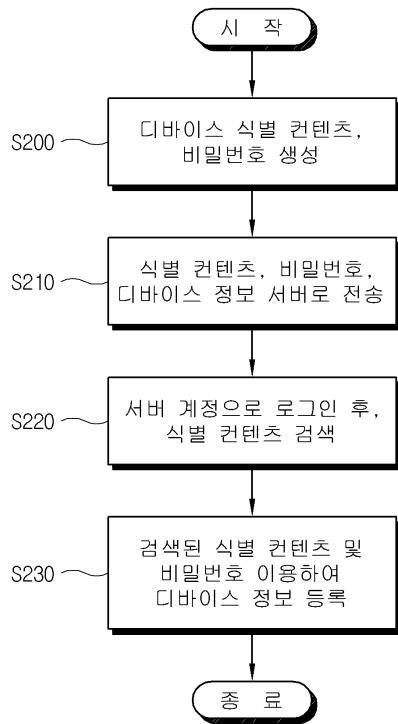 시 작
S200
디바이스 식별 컨텐츠,
비밀번호 생성
S210
식별 컨텐츠, 비밀번호,
디바이스 정보 서버로 전송
S220
서버 계정으로 로그인 후,
식별 컨텐츠 검색
S230
검색된 식별 컨텐츠 및
비밀번호 이용하여
디바이스 정보 등록
종 료